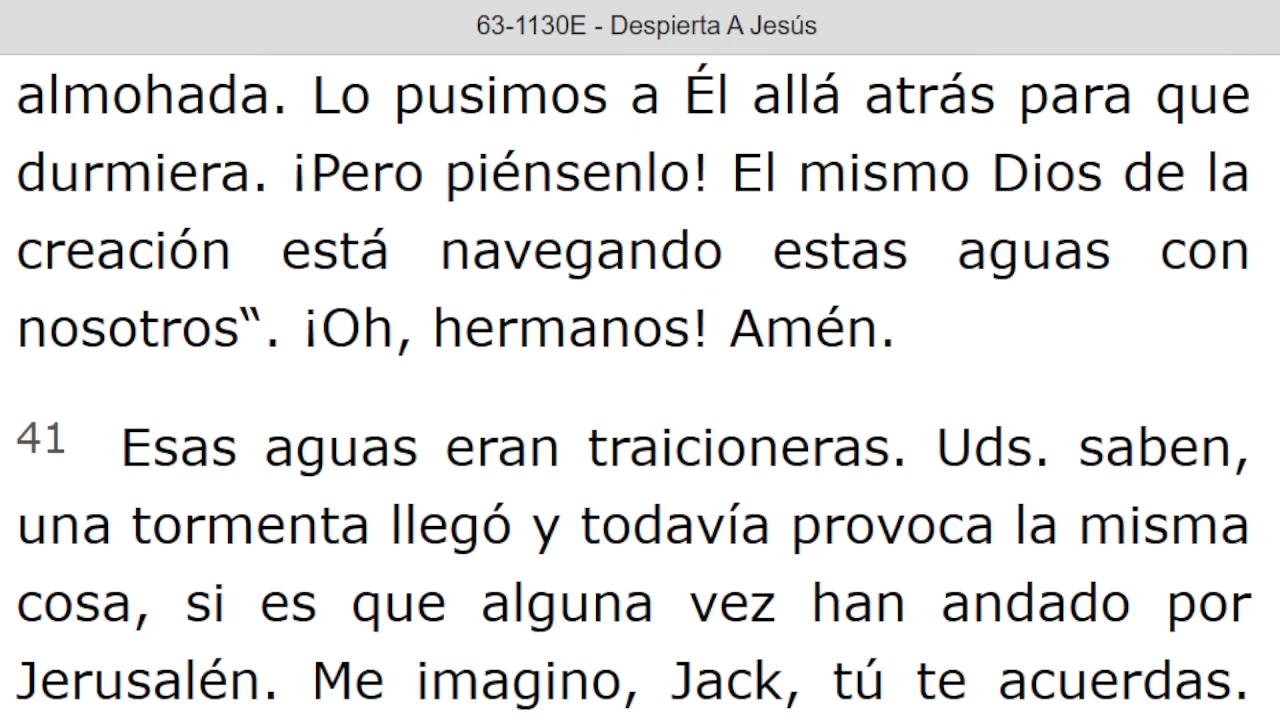 63-1130E - Despierta A Jesús
almohada. Lo pusimos a Él allá atrás para que
durmiera. ¡Pero piénsenlo! El mismo Dios de la
creación está navegando estas aguas con
nosotros“. ¡Oh, hermanos! Amén.
41 Esas aguas eran traicioneras. Uds. saben,
una tormenta llegó y todavía provoca la misma
cosa, si es que alguna vez han andado por
Jerusalén. Me imagino, Jack, tú te acuerdas.